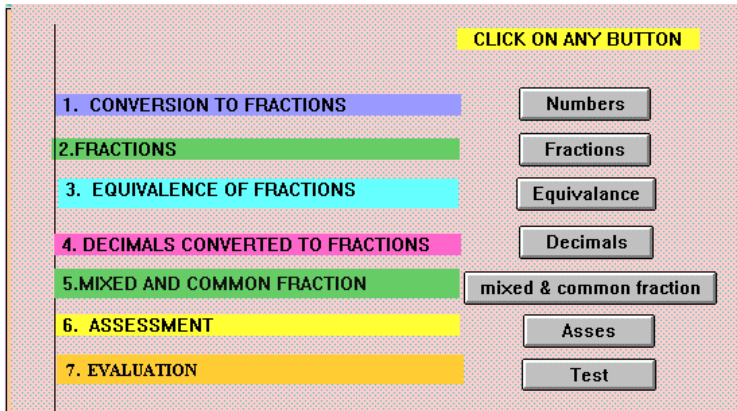 CLICK ON ANY BUTTON
1. CONVERSION TO FRACTIONS Numbers
2.FRACTIONS Fractions
3. EQUIVALENCE OF FRACTIONS Equivalance
4. DECIMALS CONVERTED TO FRACTIONS Decimals
5.MIXED AND COMMON FRACTION mixed & common fraction
6. ASSESSMENT Asses
7. EVALUATION Test